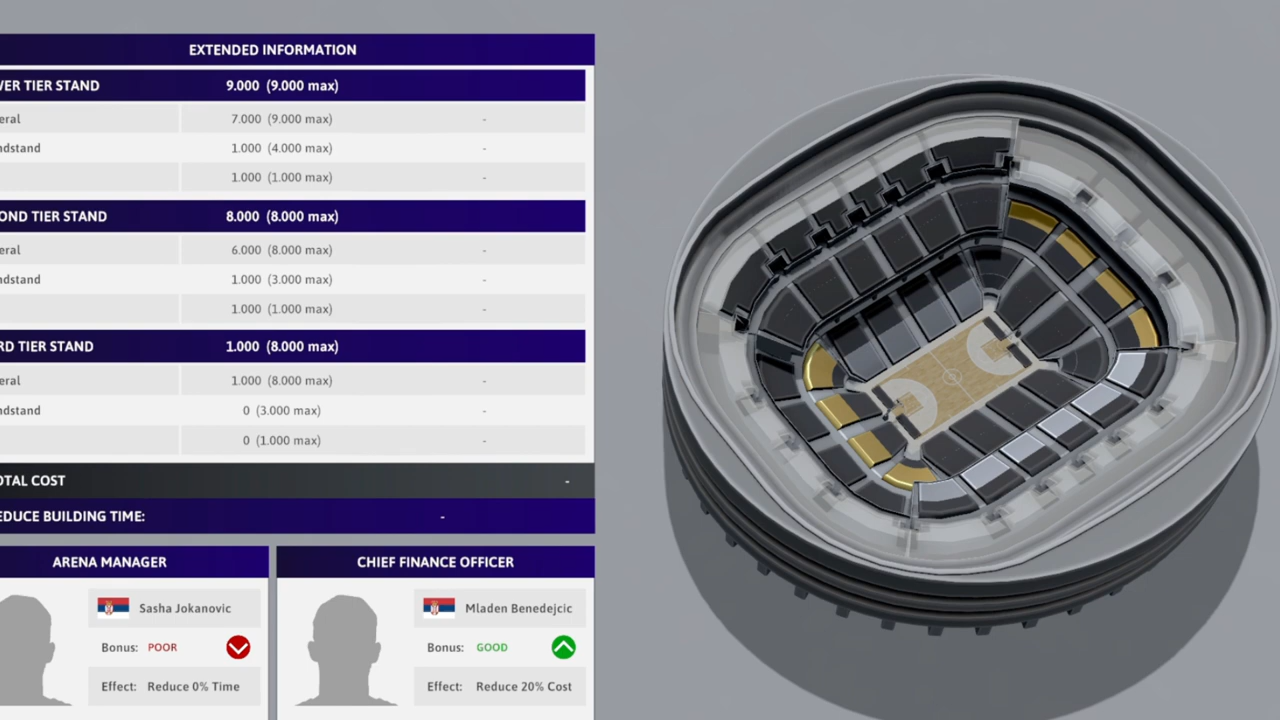 EXTENDED INFORMATION
WER TIER STAND 9.000 (9.000 max)
eral 7.000 (9.000 max) -
ndstand 1.000 (4.000 max) -
1.000 (1.000 max) -
OND TIER STAND 8.000 (8.000 max)
eral 6.000 (8.000 max) -
ndstand 1.000 (3.000 max) -
1.000 (1.000 max) -
RD TIER STAND 1.000 (8.000 max)
eral 1.000 (8.000 max) -
ndstand 0 (3.000 max) -
0 (1.000 max) -
OTAL COST -
EDUCE BUILDING TIME: -
ARENA MANAGER
Sasha Jokanovic
Bonus: POOR
Effect: Reduce 0% Time
CHIEF FINANCE OFFICER
Mladen Benedejcic
Bonus: GOOD
Effect: Reduce 20% Cost